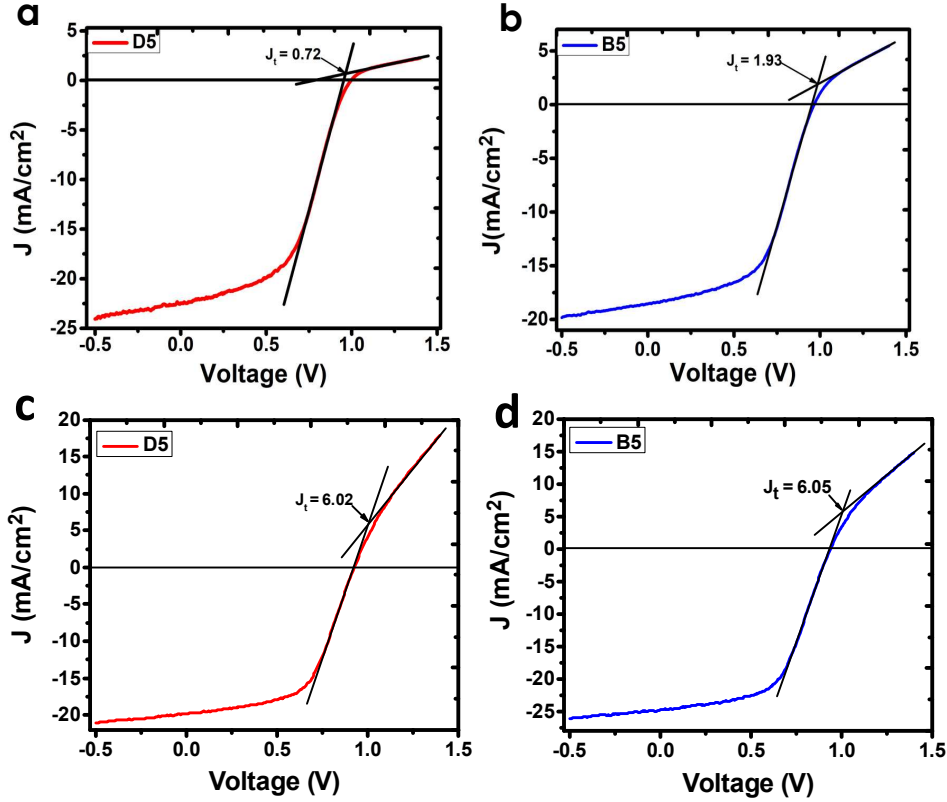 a
D5
J_t = 0.72
5
0
-5
-10
-15
-20
-25
J (mA/cm²)
-0.5 0.0 0.5 1.0 1.5
Voltage (V)
b
B5
J_t = 1.93
5
0
-5
-10
-15
-20
J(mA/cm²)
-0.5 0.0 0.5 1.0 1.5
Voltage (V)
c
D5
J_t = 6.02
20
15
10
5
0
-5
-10
-15
-20
J (mA/cm²)
-0.5 0.0 0.5 1.0 1.5
Voltage (V)
d
B5
J_t = 6.05
20
15
10
5
0
-5
-10
-15
-20
-25
J (mA/cm²)
-0.5 0.0 0.5 1.0 1.5
Voltage (V)